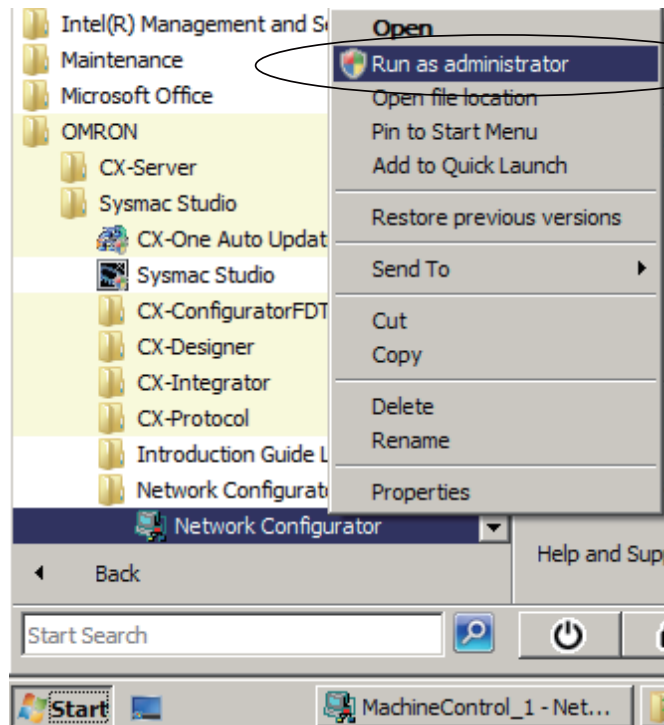 Intel(R) Management and S
Maintenance
Microsoft Office
OMRON
CX-Server
Sysmac Studio
CX-One Auto Updat
Sysmac Studio
CX-ConfiguratorFDT
CX-Designer
CX-Integrator
CX-Protocol
Introduction Guide L
Network Configurat
Network Configurator
Back
Start Search
Open
Run as administrator
Open file location
Pin to Start Menu
Add to Quick Launch
Restore previous versions
Send To
Cut
Copy
Delete
Rename
Properties
Help and Sup
Start
MachineControl_1 - Net...